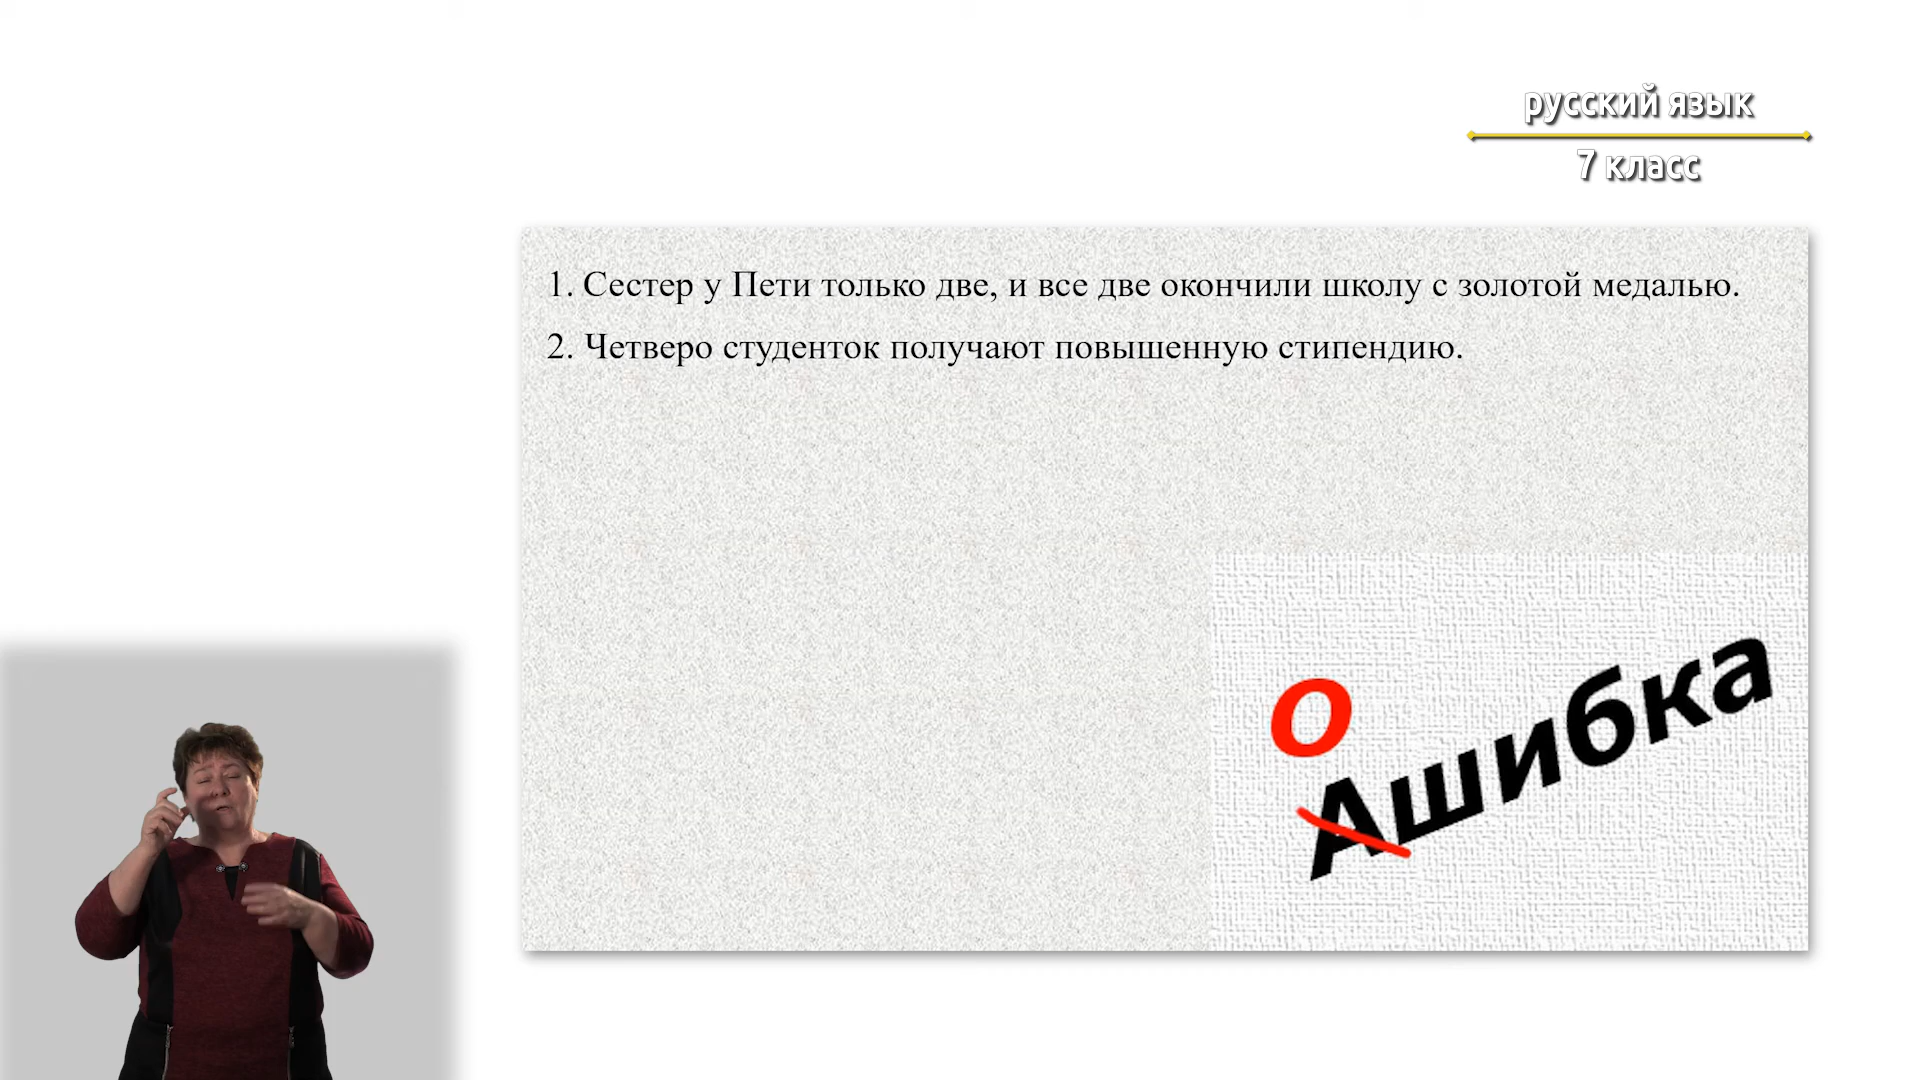 русский язык
7 класс
1. Сестер у Пети только две, и все две окончили школу с золотой медалью.
2. Четверо студенток получают повышенную стипендию.
О
Ашибка